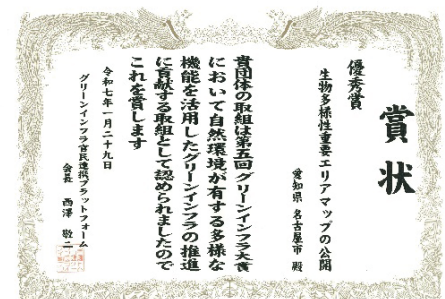 賞状
優秀賞
生物多様性重要エリアマップの公開
愛知県 名古屋市 殿
貴団体の取組は第五回グリーンインフラ大賞
において自然環境が有する多様な
機能を活用したグリーンインフラの推進
に貢献する取組として認められましたので
これを賞します
令和七年一月二十九日
グリーンインフラ官民連携プラットフォーム
会長 西澤 敬二